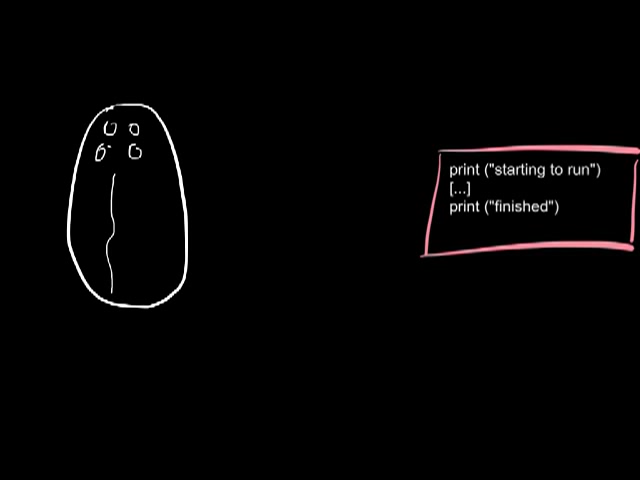 print ("starting to run")
[...]
print ("finished")